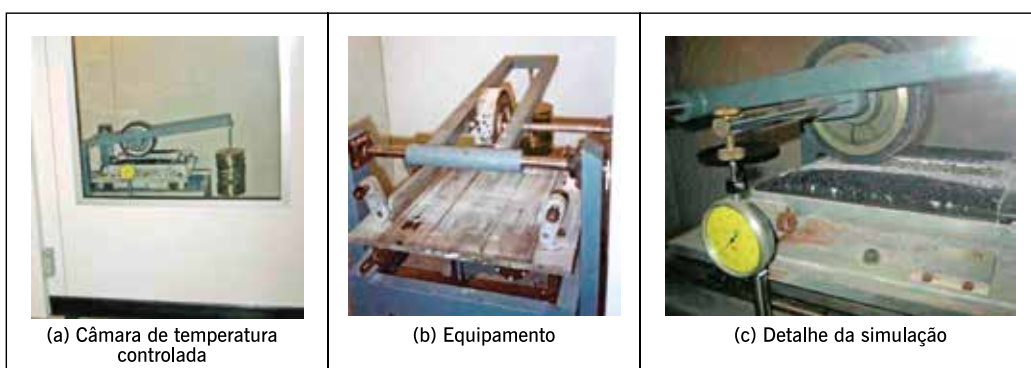 (a) Câmara de temperatura
controlada
(b) Equipamento
(c) Detalhe da simulação